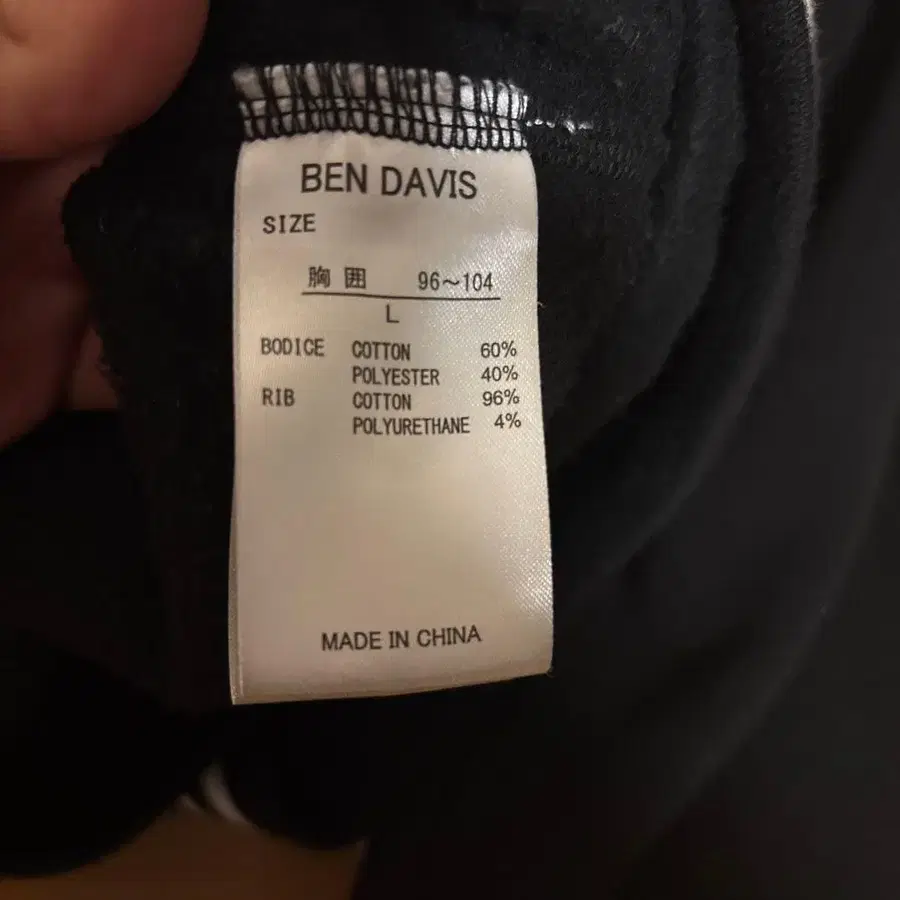 BEN DAVIS
SIZE
胸囲 96～104
L
BODICE COTTON 60%
POLYESTER 40%
RIB COTTON 96%
POLYURETHANE 4%
MADE IN CHINA